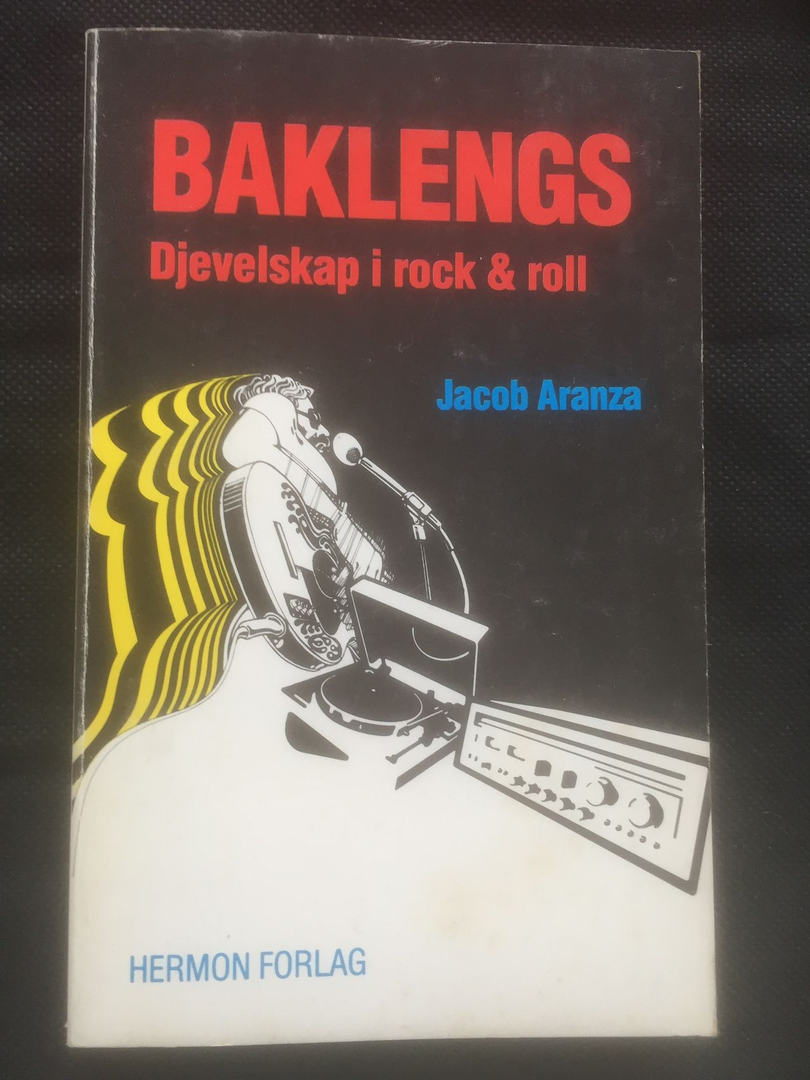 BAKLENGS
Djevelskap i rock & roll
Jacob Aranza
HERMON FORLAG